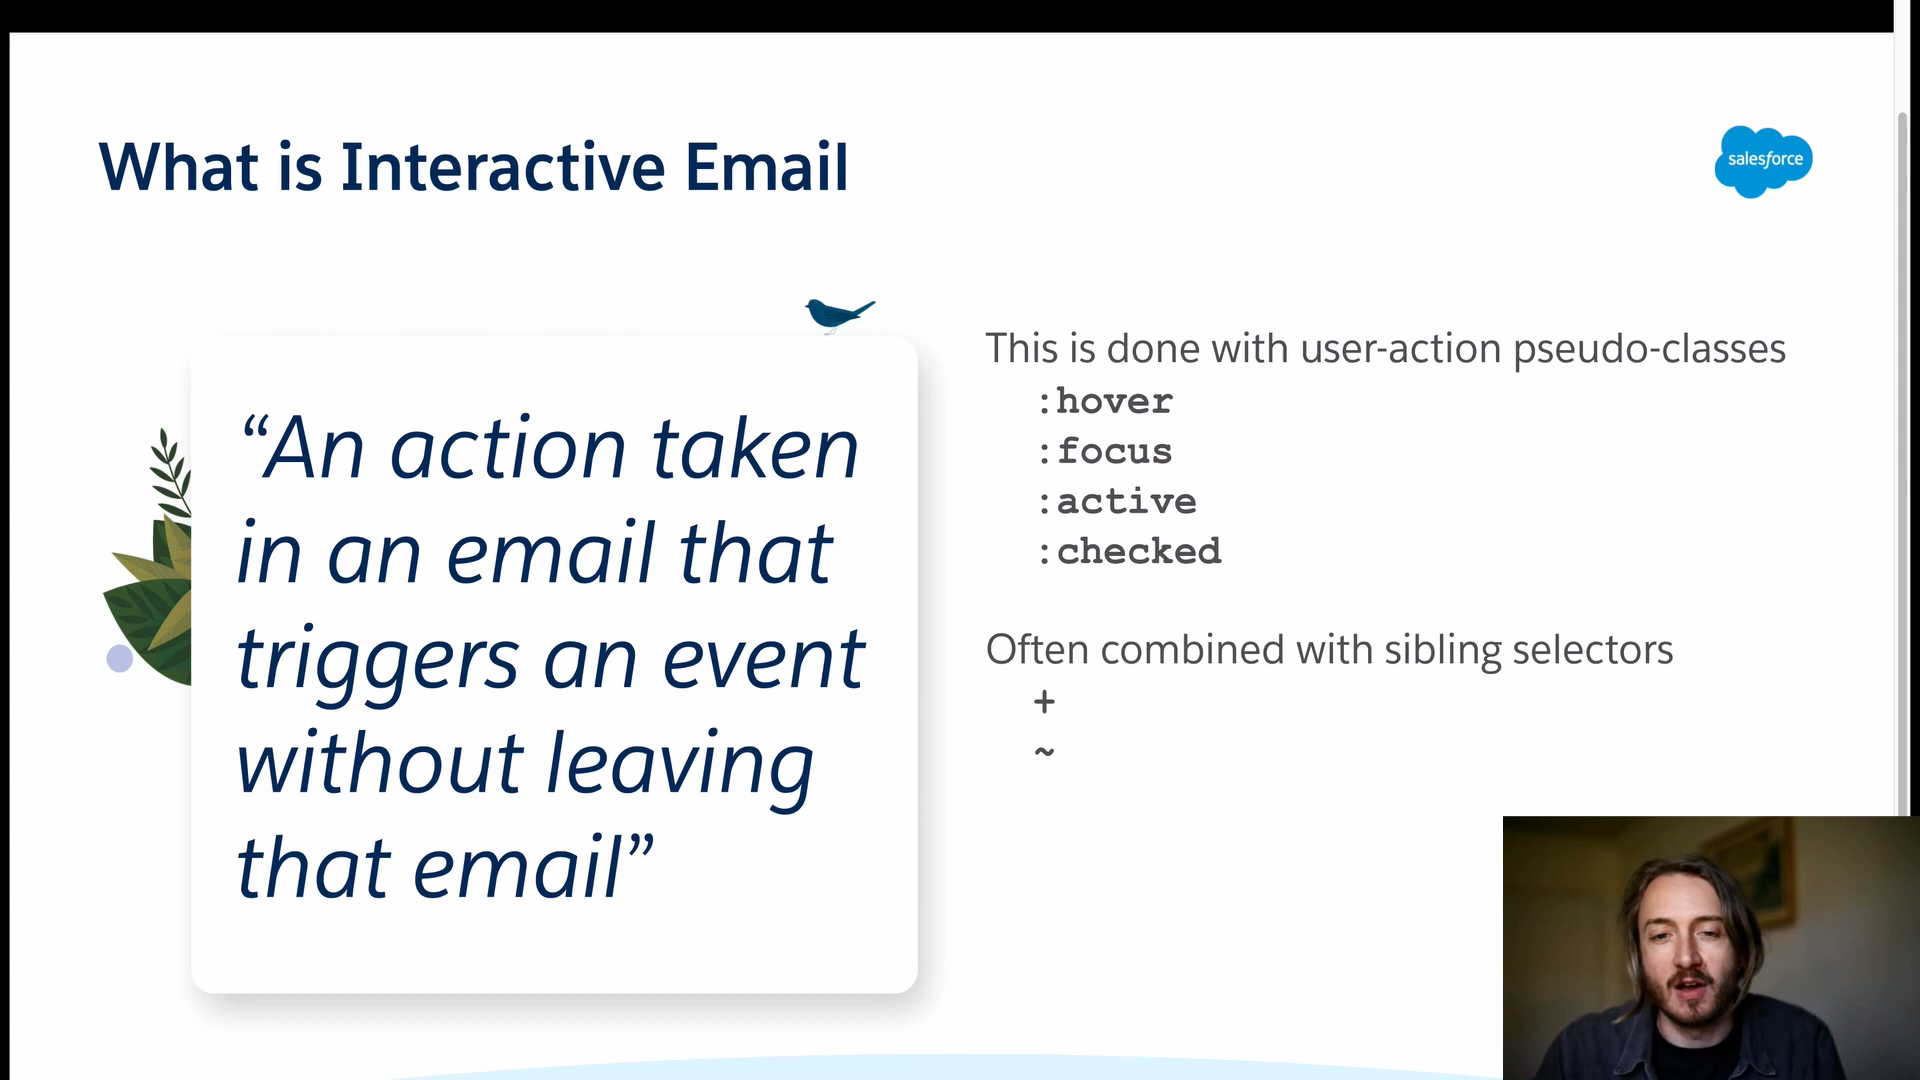 What is Interactive Email
salesforce
“An action taken
in an email that
triggers an event
without leaving
that email”
This is done with user-action pseudo-classes
:hover
:focus
:active
:checked
Often combined with sibling selectors
+
~